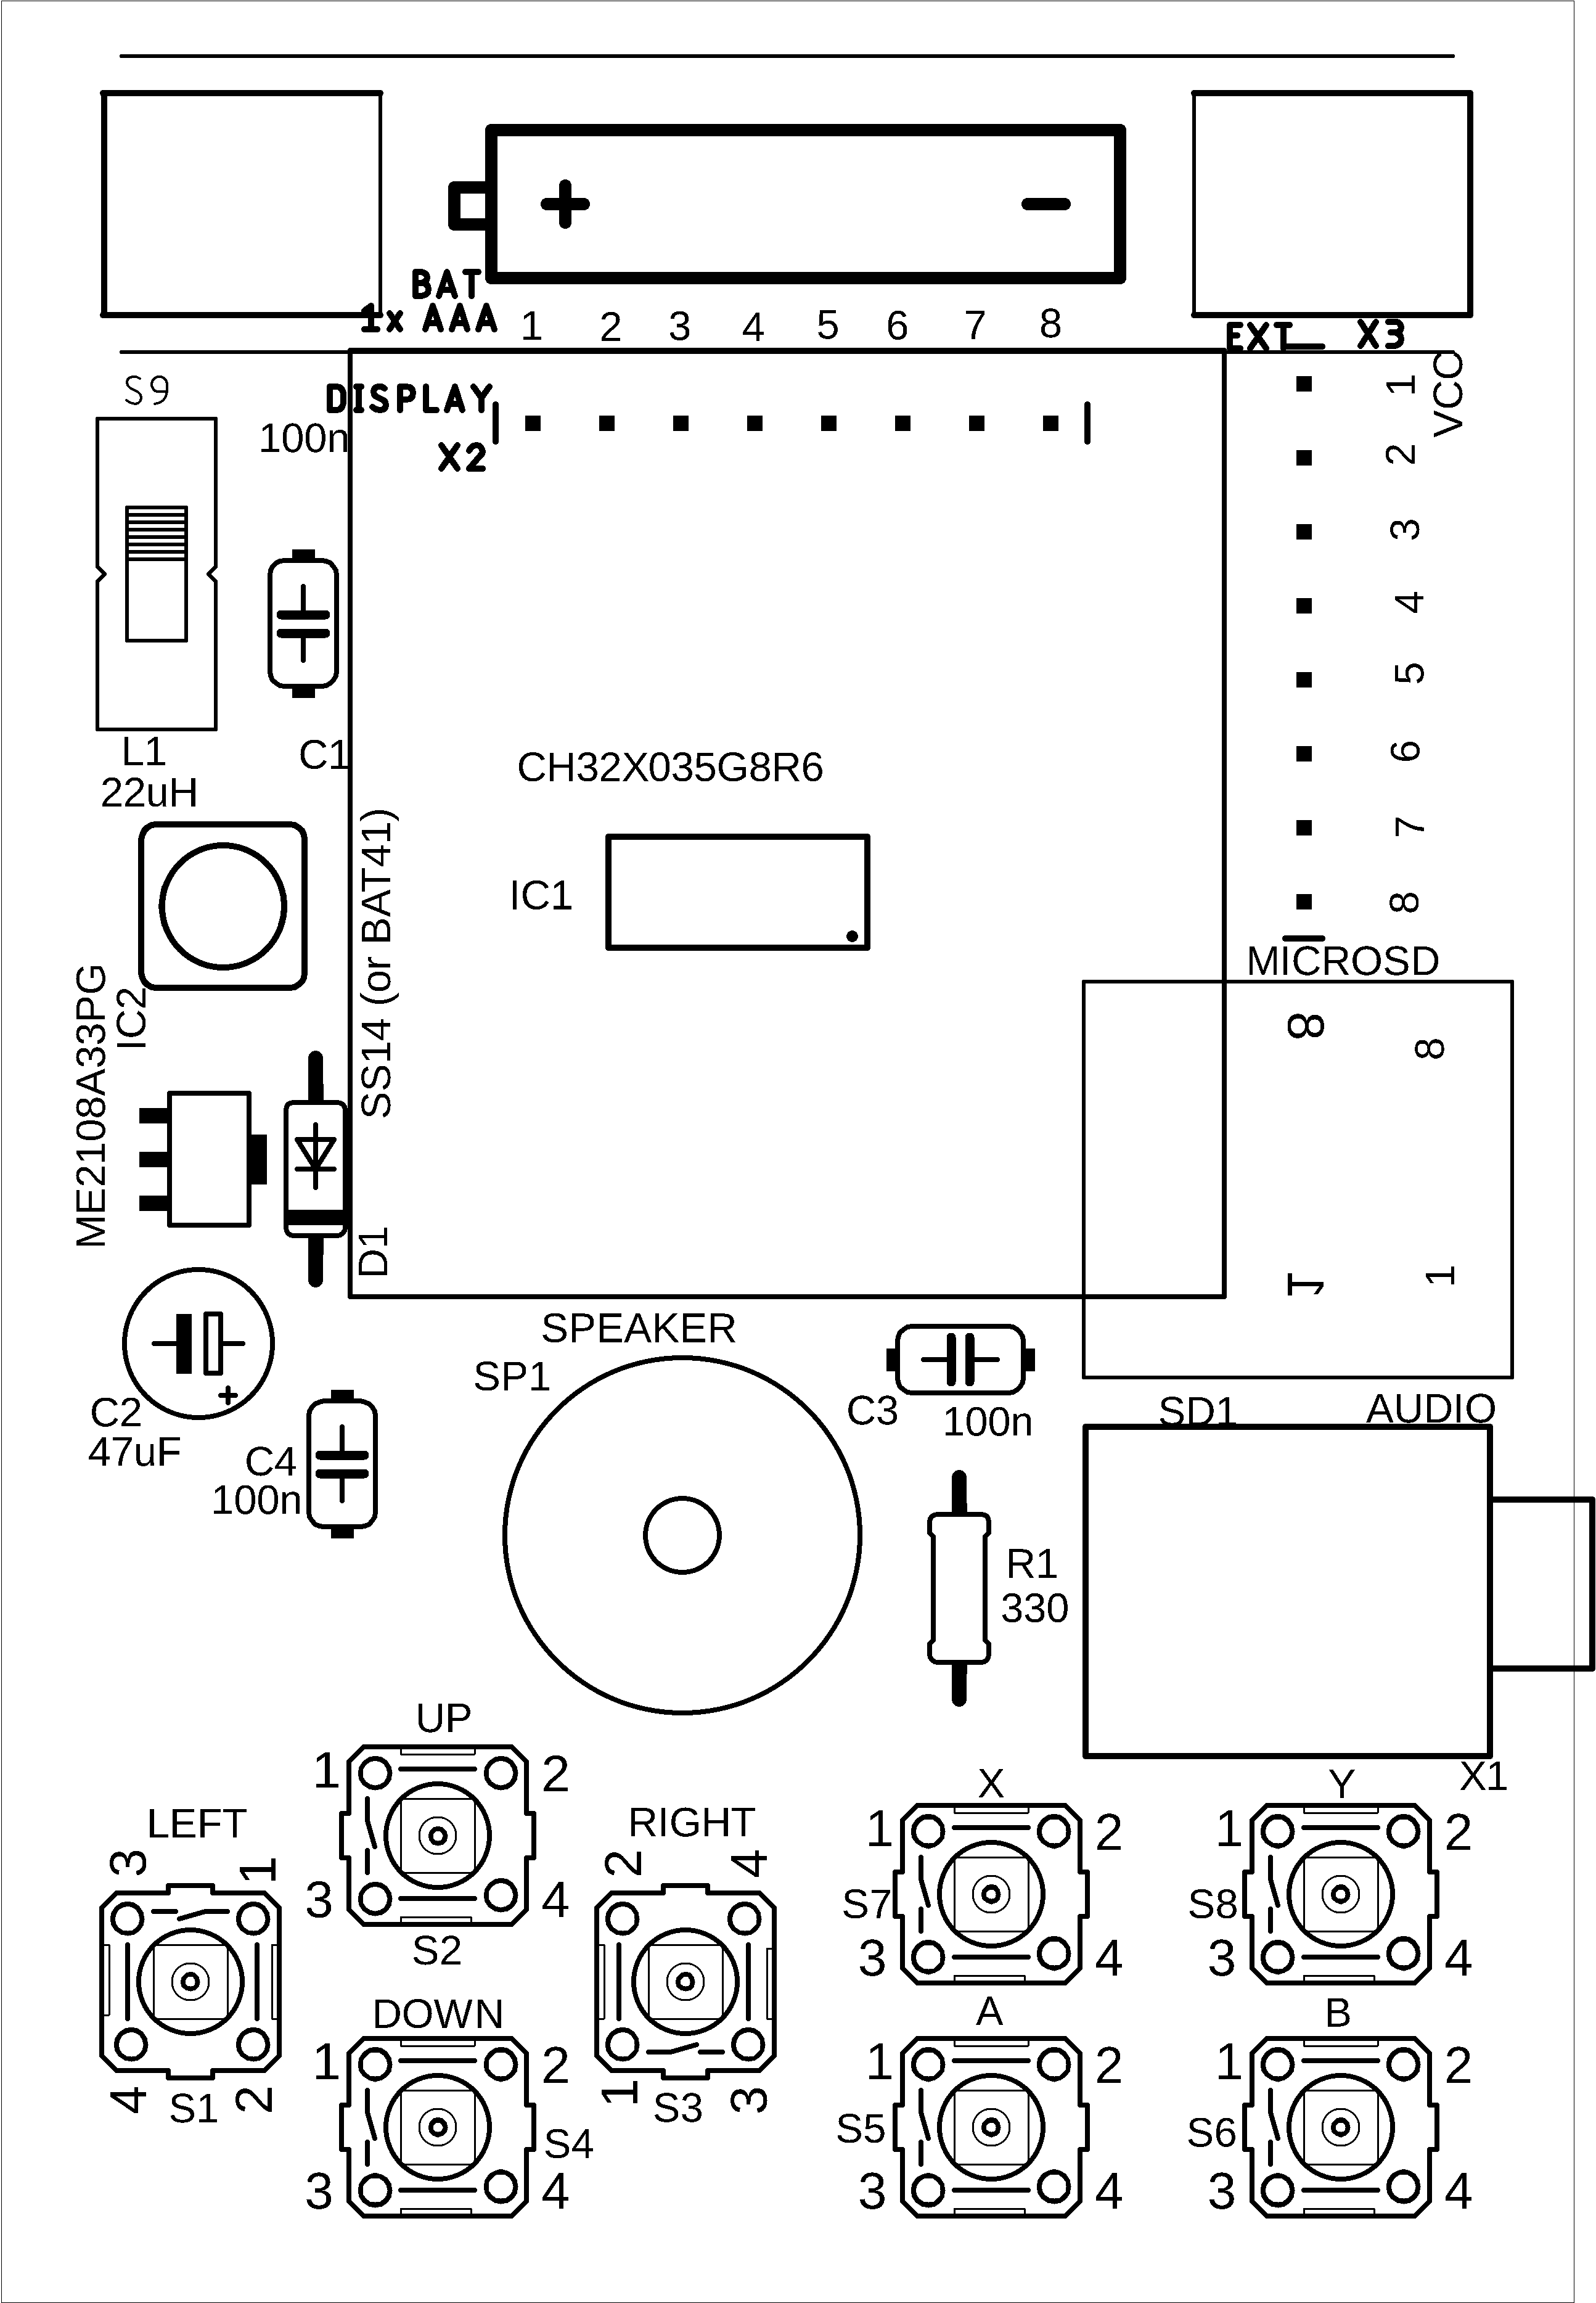 + −
BAT
1x AAA
1 2 3 4 5 6 7 8
EXT X3
DISPLAY
X2
S9
100n
C1
1
VCC
2
3
4
5
6
7
8
L1
22uH
CH32X035G8R6
IC1
SS14 (or BAT41)
D1
ME2108A33PG
IC2
MICROSD
8 8
1 1
SD1
+
C2
47uF
C4
100n
SPEAKER
SP1
C3 100n
R1
330
AUDIO
X1
UP
1 2
3 4
S2
LEFT
3 1
4 S1 2
RIGHT
2 4
1 S3 3
DOWN
1 2
S4
3 4
X
1 2
S7
3 4
Y
1 2
S8
3 4
A
1 2
S5
3 4
B
1 2
S6
3 4